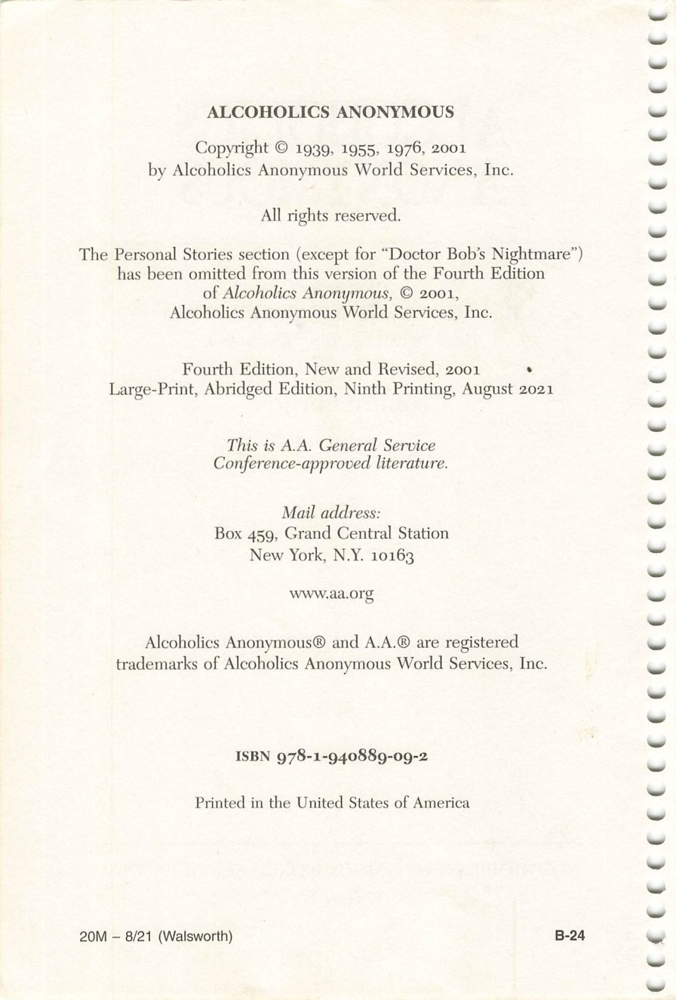 ALCOHOLICS ANONYMOUS
Copyright © 1939, 1955, 1976, 2001
by Alcoholics Anonymous World Services, Inc.
All rights reserved.
The Personal Stories section (except for “Doctor Bob’s Nightmare”)
has been omitted from this version of the Fourth Edition
of Alcoholics Anonymous, © 2001,
Alcoholics Anonymous World Services, Inc.
Fourth Edition, New and Revised, 2001
Large-Print, Abridged Edition, Ninth Printing, August 2021
This is A.A. General Service
Conference-approved literature.
Mail address:
Box 459, Grand Central Station
New York, N.Y. 10163
www.aa.org
Alcoholics Anonymous® and A.A.® are registered
trademarks of Alcoholics Anonymous World Services, Inc.
ISBN 978-1-940889-09-2
Printed in the United States of America
20M – 8/21 (Walsworth) B-24